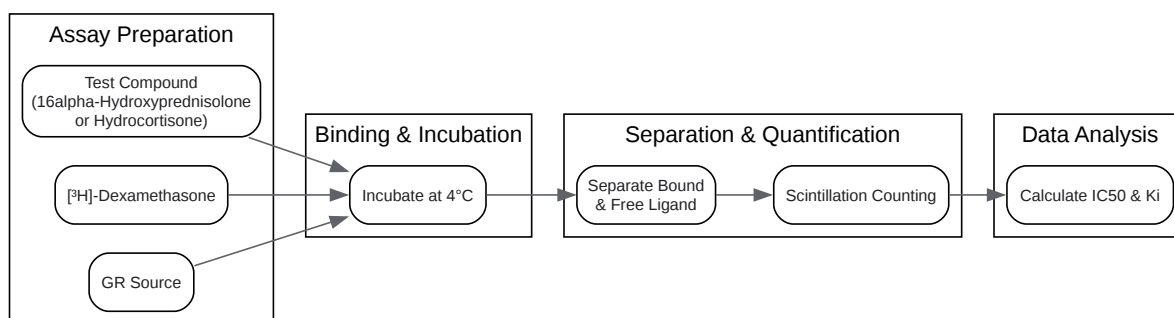 Assay Preparation
Test Compound
(16alpha-Hydroxyprednisolone
or Hydrocortisone)
[³H]-Dexamethasone
GR Source
Binding & Incubation
Incubate at 4°C
Separation & Quantification
Separate Bound
& Free Ligand
Scintillation Counting
Data Analysis
Calculate IC50 & Ki